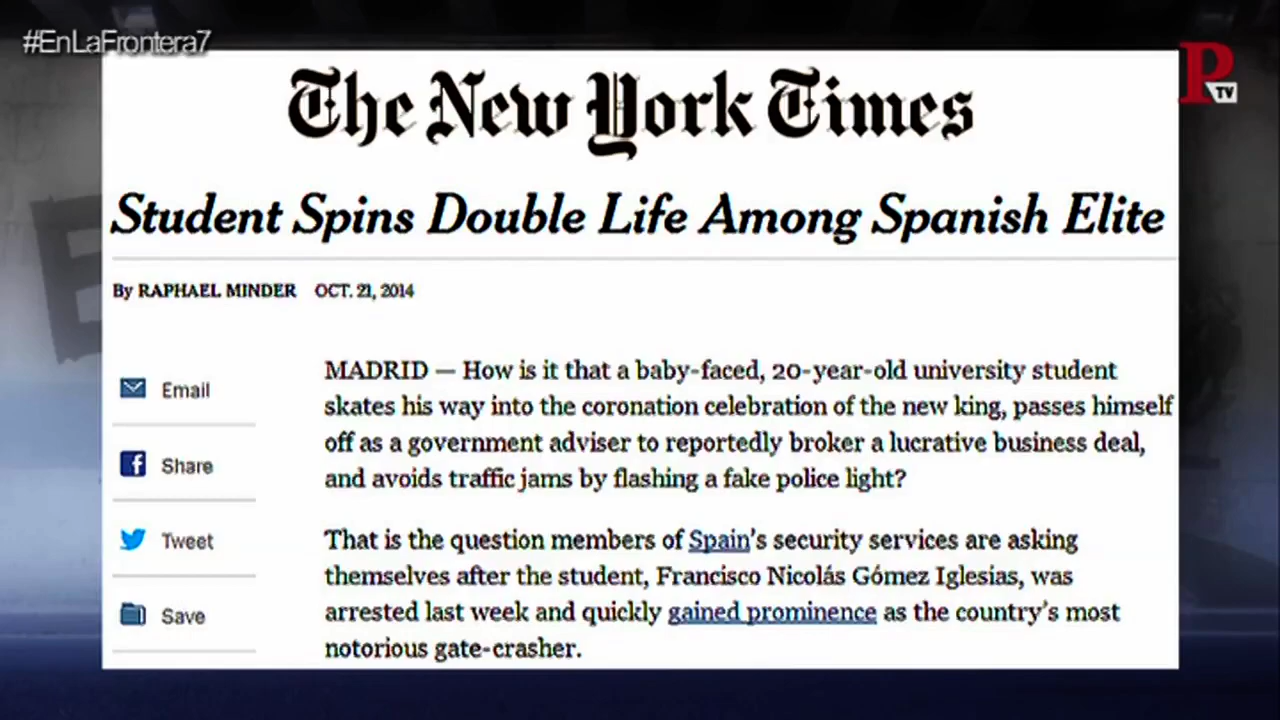 #EnLaFrontera7
P
TV
The New York Times
Student Spins Double Life Among Spanish Elite
By RAPHAEL MINDER OCT. 21, 2014
Email
Share
Tweet
Save
MADRID — How is it that a baby-faced, 20-year-old university student
skates his way into the coronation celebration of the new king, passes himself
off as a government adviser to reportedly broker a lucrative business deal,
and avoids traffic jams by flashing a fake police light?
That is the question members of Spain's security services are asking
themselves after the student, Francisco Nicolás Gómez Iglesias, was
arrested last week and quickly gained prominence as the country's most
notorious gate-crasher.